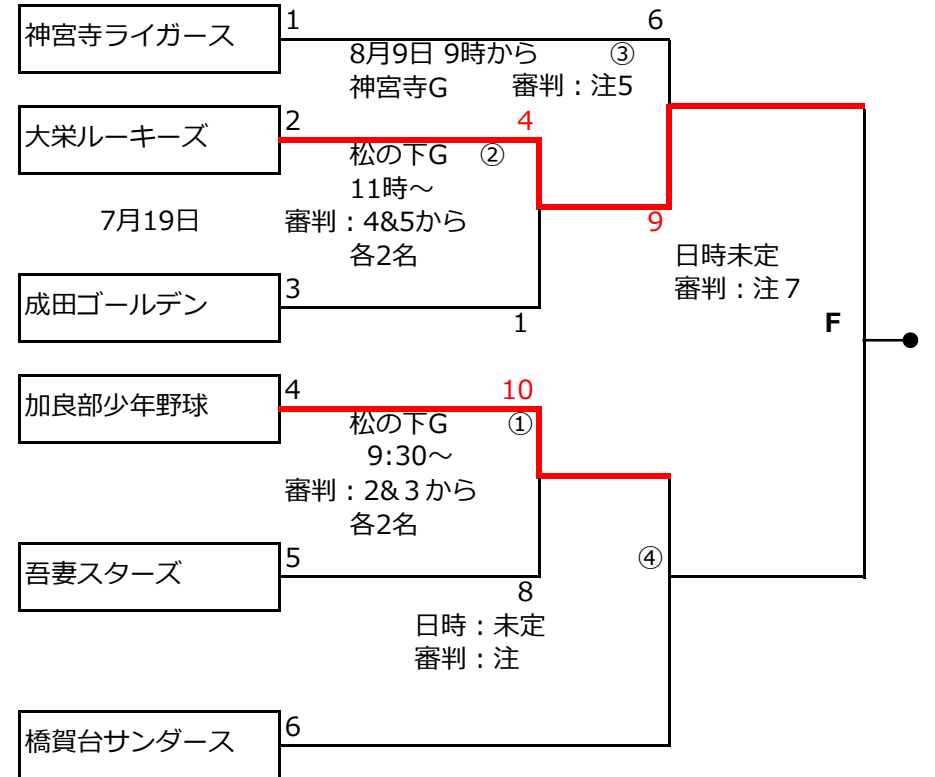 神宮寺ライガース
1
6
8月9日 9時から
③
神宮寺G
審判：注5
大栄ルーキーズ
2
4
松の下G
②
11時～
7月19日
審判：4&5から
各2名
9
日時未定
審判：注７
成田ゴールデン
3
1
F
加良部少年野球
4
10
松の下G
①
9:30～
審判：2&３から
各2名
吾妻スターズ
5
④
8
日時：未定
審判：注
橋賀台サンダース
6